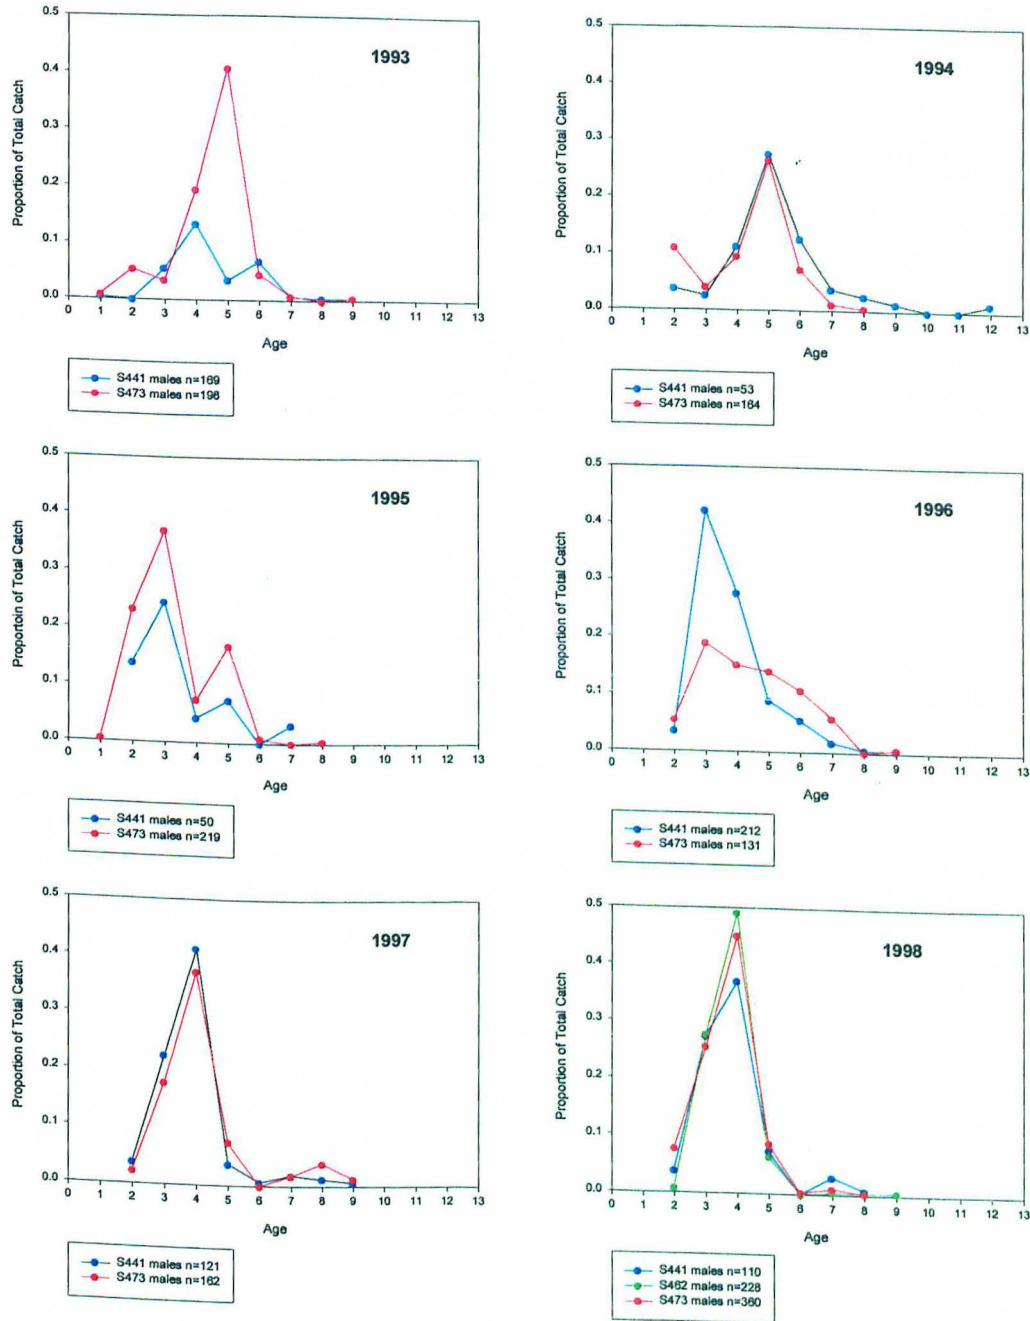 0.5
0.4
0.3
0.2
0.1
0.0
Proportion of Total Catch
1993
0 1 2 3 4 5 6 7 8 9 10 11 12 13
Age
S441 males n=169
S473 males n=198
0.5
0.4
0.3
0.2
0.1
0.0
Proportion of Total Catch
1994
0 1 2 3 4 5 6 7 8 9 10 11 12 13
Age
S441 males n=53
S473 males n=164
0.5
0.4
0.3
0.2
0.1
0.0
Proportoin of Total Catch
1995
0 1 2 3 4 5 6 7 8 9 10 11 12 13
Age
S441 males n=50
S473 males n=219
0.5
0.4
0.3
0.2
0.1
0.0
Proportion of Total Catch
1996
0 1 2 3 4 5 6 7 8 9 10 11 12 13
Age
S441 males n=212
S473 males n=131
0.5
0.4
0.3
0.2
0.1
0.0
Proportion of Total Catch
1997
0 1 2 3 4 5 6 7 8 9 10 11 12 13
Age
S441 males n=121
S473 males n=162
0.5
0.4
0.3
0.2
0.1
0.0
Proportion of Total Catch
1998
0 1 2 3 4 5 6 7 8 9 10 11 12 13
Age
S441 males n=110
S462 males n=228
S473 males n=360